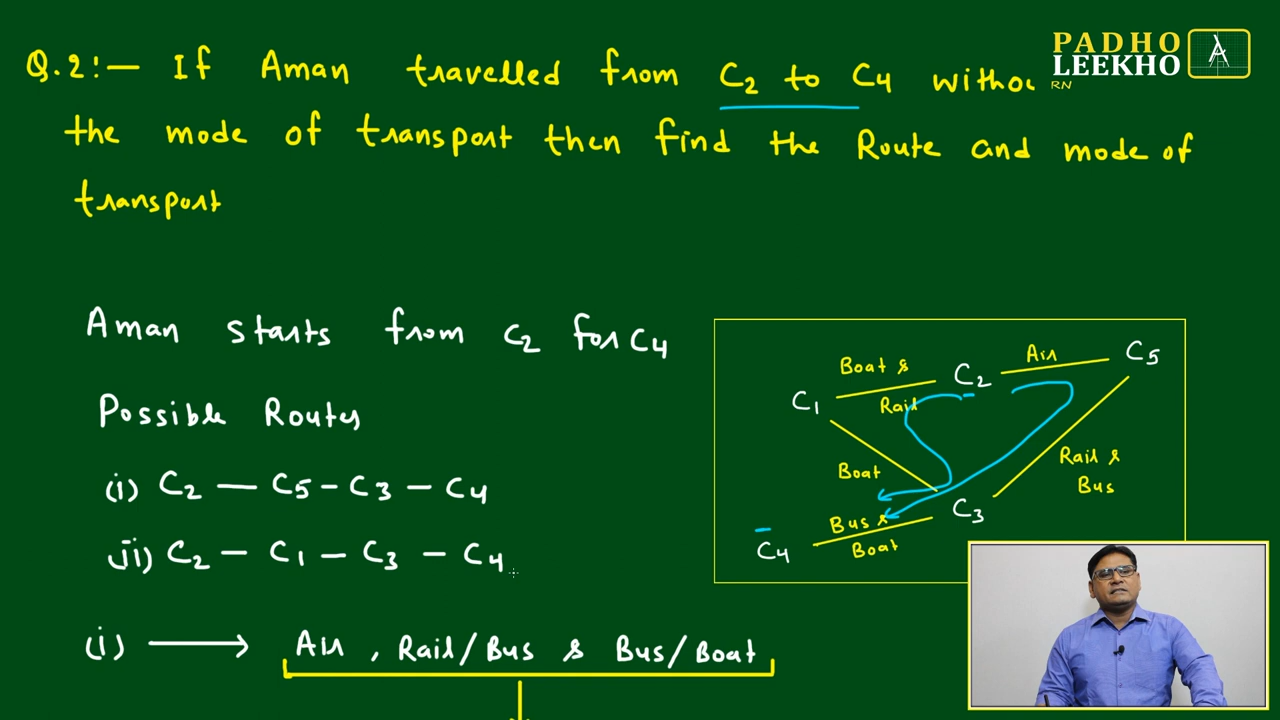 Q.2:— If Aman travelled from C2 to C4
the mode of transport then find the Route and mode of
transport
PADHO
LEEKHO
RN
Aman starts from C2 for C4
Possible Routes
(i) C2 — C5 - C3 — C4
(ii) C2 — C1 — C3 — C4
(i) → Air, Rail/Bus & Bus/Boat
Boat &
Rail
Air
C1
C2
C5
Boat
Rail &
Bus
Bus &
Boat
C3
C4